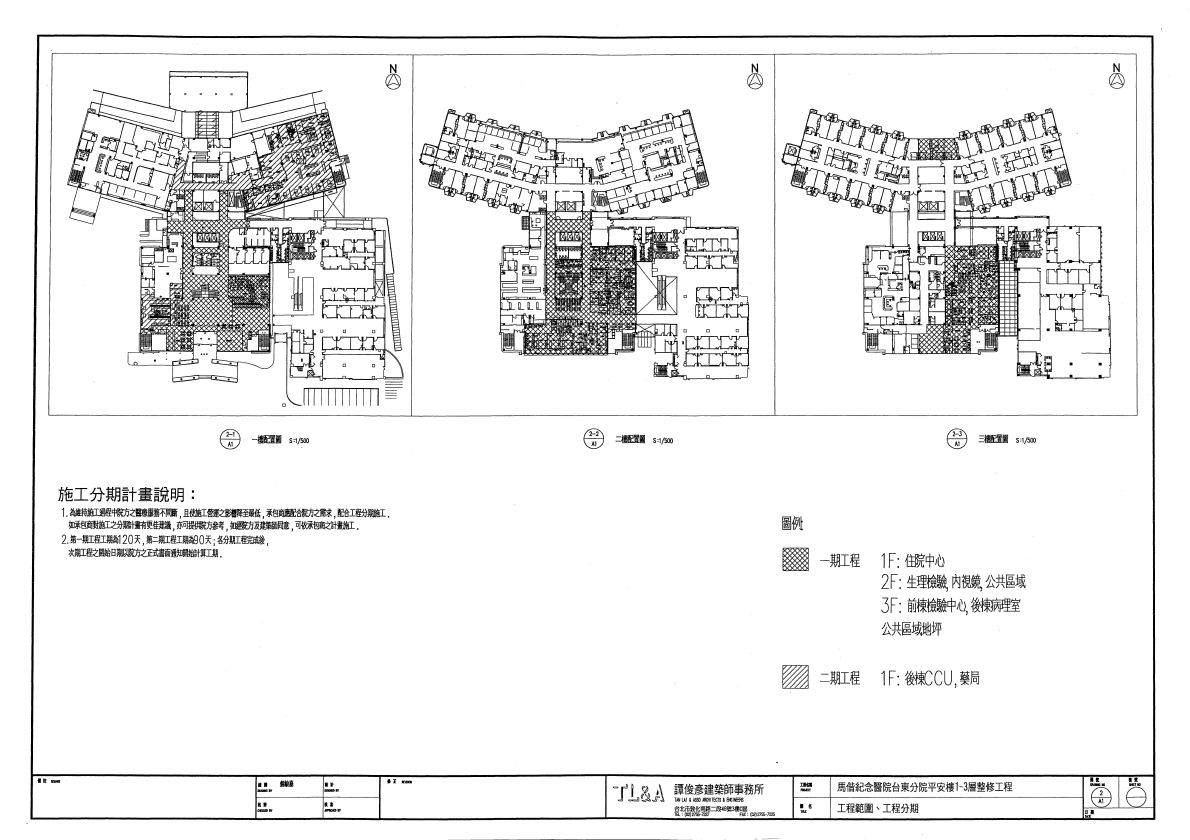 N
N
N
2-1
A1
一樓配置圖 S:1/500
2-2
A1
二樓配置圖 S:1/500
2-3
A1
三樓配置圖 S:1/500
施工分期計畫說明：
1. 為維持施工過程中院方之醫療服務不間斷，且使施工營運之影響降至最低，承包商應配合院方之需求，配合工程分期施工．
如承包商對施工之分期計畫有更佳建議，亦可提供院方參考，如經院方及建築師同意，可依承包商之計畫施工．
2. 第一期工程工期為120天，第二期工程工期為90天；各分期工程完成後，
次期工程之開始日期以院方之正式書面通知開始計算工期．
圖例:
一期工程 1F: 住院中心
2F: 生理檢驗, 內視鏡, 公共區域
3F: 前棟檢驗中心, 後棟病理室
公共區域地坪
二期工程 1F: 後棟CCU, 藥局
TL&A
譚俊彥建築師事務所
TAN LAI & ASSO ARCHITECTS & ENGINEERS
PROJECT
馬偕紀念醫院台東分院平安樓1-3層整修工程
圖名
TITLE
工程範圍、工程分期
2
A1